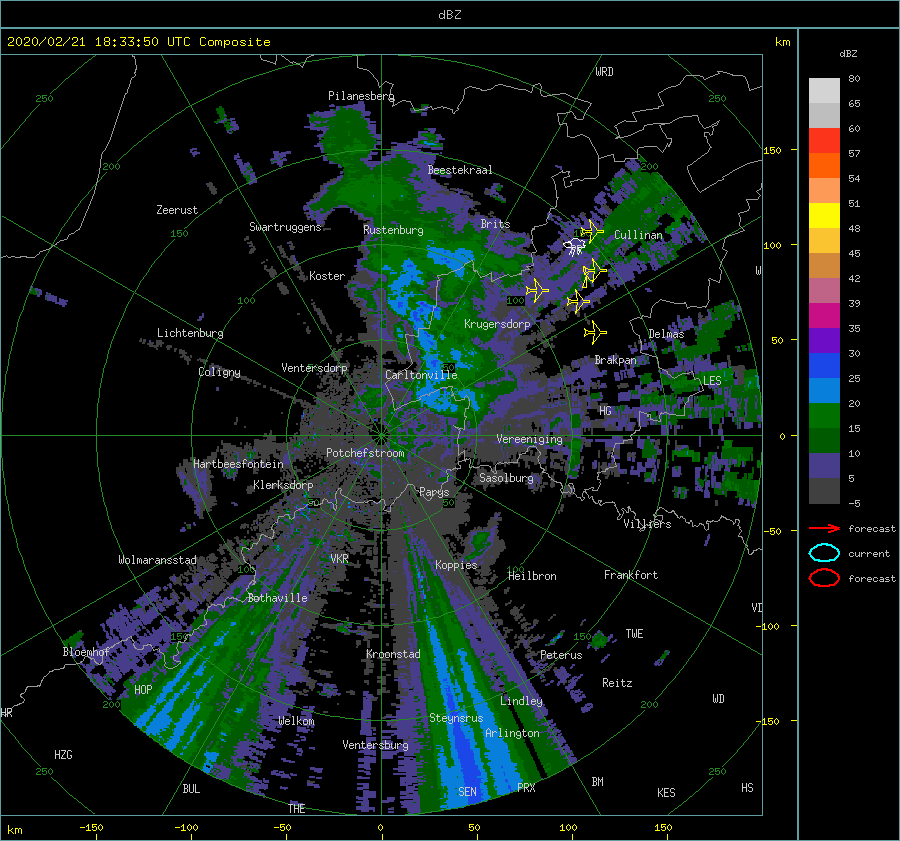 dBZ
2020/02/21 18:33:50 UTC Composite
km
dBZ
WRD
80
250
Pilanesberg
250
65
60
150
57
200
Beestekraal
200
54
Zeerust
51
Swartruggens
Rustenburg
Brits
150
Cullinan
48
100
45
Koster
42
100
100
39
Krugersdorp
Lichtenburg
Delmas
35
50
Brakpan
30
Coligny
Ventersdorp
Carltonville
LES
25
HG
20
0
Vereeniging
15
Potchefstroom
10
Hartbeesfontein
Sasolburg
5
Klerksdorp
Parys
50
50
-5
Villiers
forecast
-50
current
Wolmaransstad
VKR
Koppies
100
100
Heilbron
Frankfort
forecast
Bothaville
VI
-100
150
150
TWE
Bloemhof
Kroonstad
Peterus
Reitz
HOP
WD
200
Lindley
200
HR
Welkom
Steynsrus
-150
Arlington
Ventersburg
HZG
250
250
BUL
SEN
PRX
BM
KES
HS
THE
km
-150
-100
-50
0
50
100
150